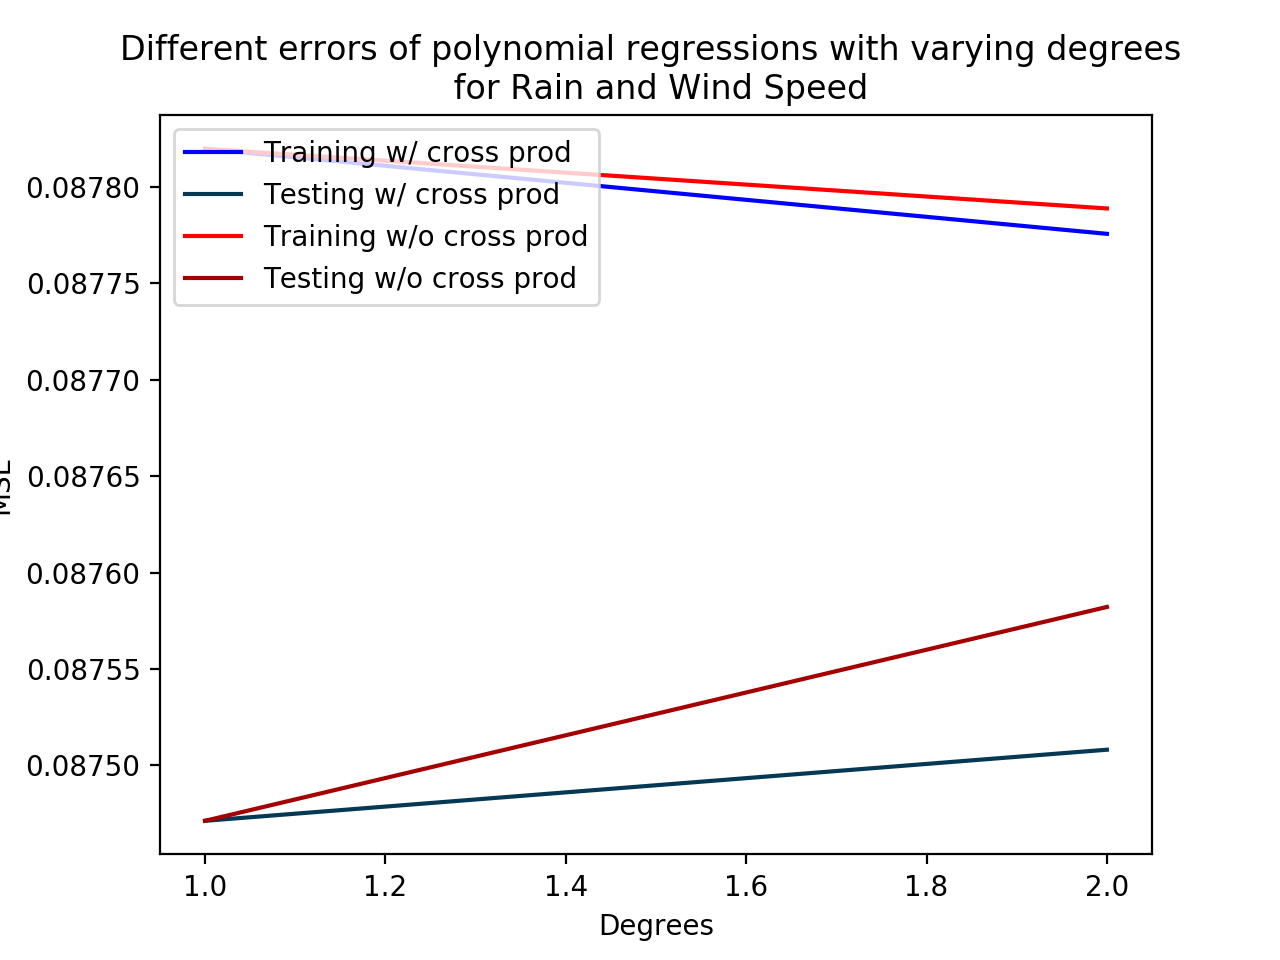 Different errors of polynomial regressions with varying degrees
for Rain and Wind Speed
Training w/ cross prod
Testing w/ cross prod
Training w/o cross prod
Testing w/o cross prod
0.08780
0.08775
0.08770
0.08765
0.08760
0.08755
0.08750
MSE
1.0 1.2 1.4 1.6 1.8 2.0
Degrees